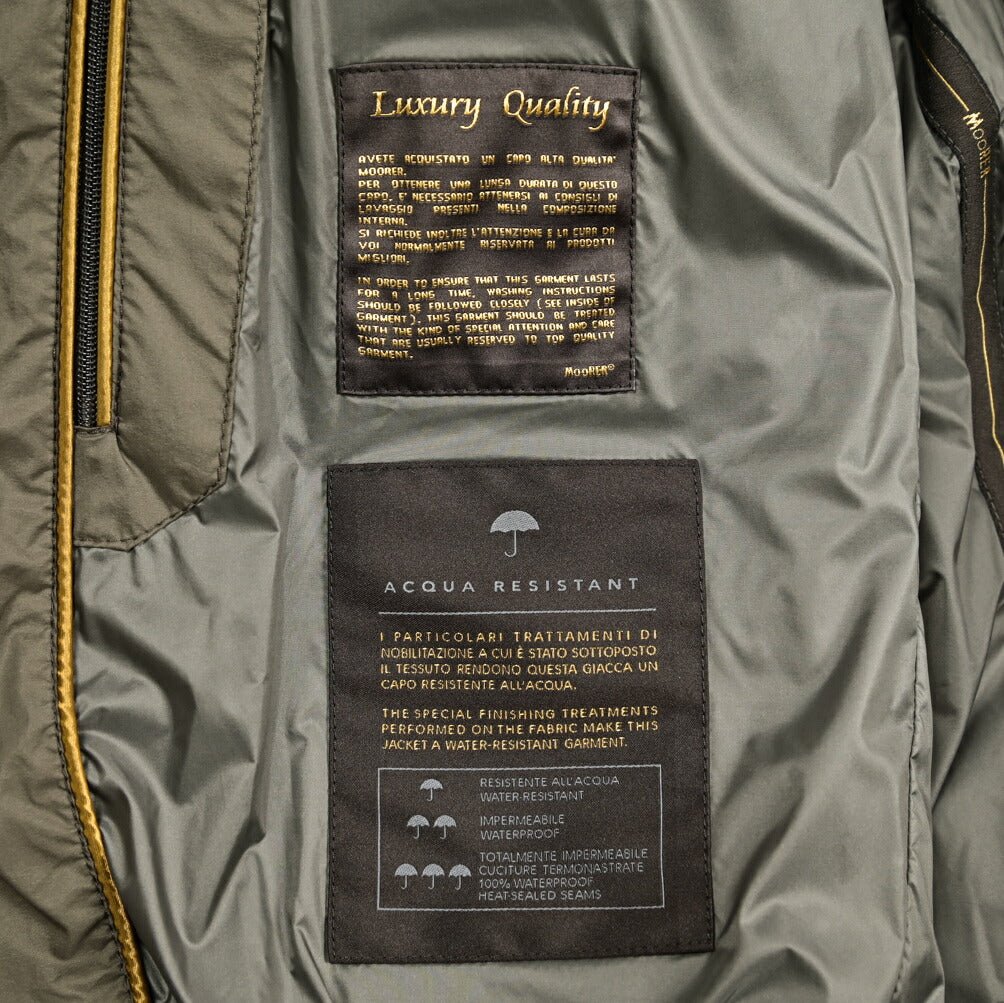 Luxury Quality
AVETE ACQUISTATO UN CAPO ALTA QUALITA'
MOORER.
PER OTTENERE UNA LUNGA DURATA DI QUESTO
CAPO, E' NECESSARIO ATTENERSI AI CONSIGLI DI
LAVAGGIO PRESENTI NELLA COMPOSIZIONE
INTERNA.
SI RICHIEDE INOLTRE L'ATTENZIONE E LA CURA DA
VOI NORMALMENTE RISERVATA AI PRODOTTI
MIGLIORI.
IN ORDER TO ENSURE THAT THIS GARMENT LASTS
FOR A LONG TIME, WASHING INSTRUCTIONS
SHOULD BE FOLLOWED CLOSELY (SEE INSIDE OF
GARMENT). THIS GARMENT SHOULD BE TREATED
WITH THE KIND OF SPECIAL ATTENTION AND CARE
THAT ARE USUALLY RESERVED TO TOP QUALITY
GARMENT.
MOORER®
MOORER
ACQUA RESISTANT
I PARTICOLARI TRATTAMENTI DI
NOBILITAZIONE A CUI È STATO SOTTOPOSTO
IL TESSUTO RENDONO QUESTA GIACCA UN
CAPO RESISTENTE ALL'ACQUA.
THE SPECIAL FINISHING TREATMENTS
PERFORMED ON THE FABRIC MAKE THIS
JACKET A WATER-RESISTANT GARMENT.
RESISTENTE ALL'ACQUA
WATER-RESISTANT
IMPERMEABILE
WATERPROOF
TOTALMENTE IMPERMEABILE
CUCITURE TERMONASTRATE
100% WATERPROOF
HEAT-SEALED SEAMS